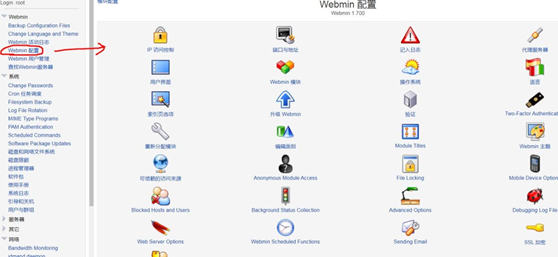 Login: root
模块配置
Webmin 配置
Webmin 1.700
Webmin
Backup Configuration Files
Change Language and Theme
Webmin 活动日志
Webmin 配置
Webmin 用户管理
查找Webmin服务器
系统
Change Passwords
Cron 任务调度
Filesystem Backup
Log File Rotation
MIME Type Programs
PAM Authentication
Scheduled Commands
Software Package Updates
磁盘和网络文件系统
磁盘限额
进程管理器
软件包
使用手册
系统日志
引导和关机
用户与群组
服务器
其它
网络
Bandwidth Monitoring
idmapd daemon
IP 访问控制
端口与地址
记入日志
代理服务器
用户界面
Webmin 模块
操作系统
语言
索引页选项
升级 Webmin
验证
Two-Factor Authentica
重新分配模块
编辑类别
Module Titles
Webmin 主题
可信赖的访问来源
Anonymous Module Access
File Locking
Mobile Device Option
Blocked Hosts and Users
Background Status Collection
Advanced Options
Debugging Log File
Web Server Options
Webmin Scheduled Functions
Sending Email
SSL 加密